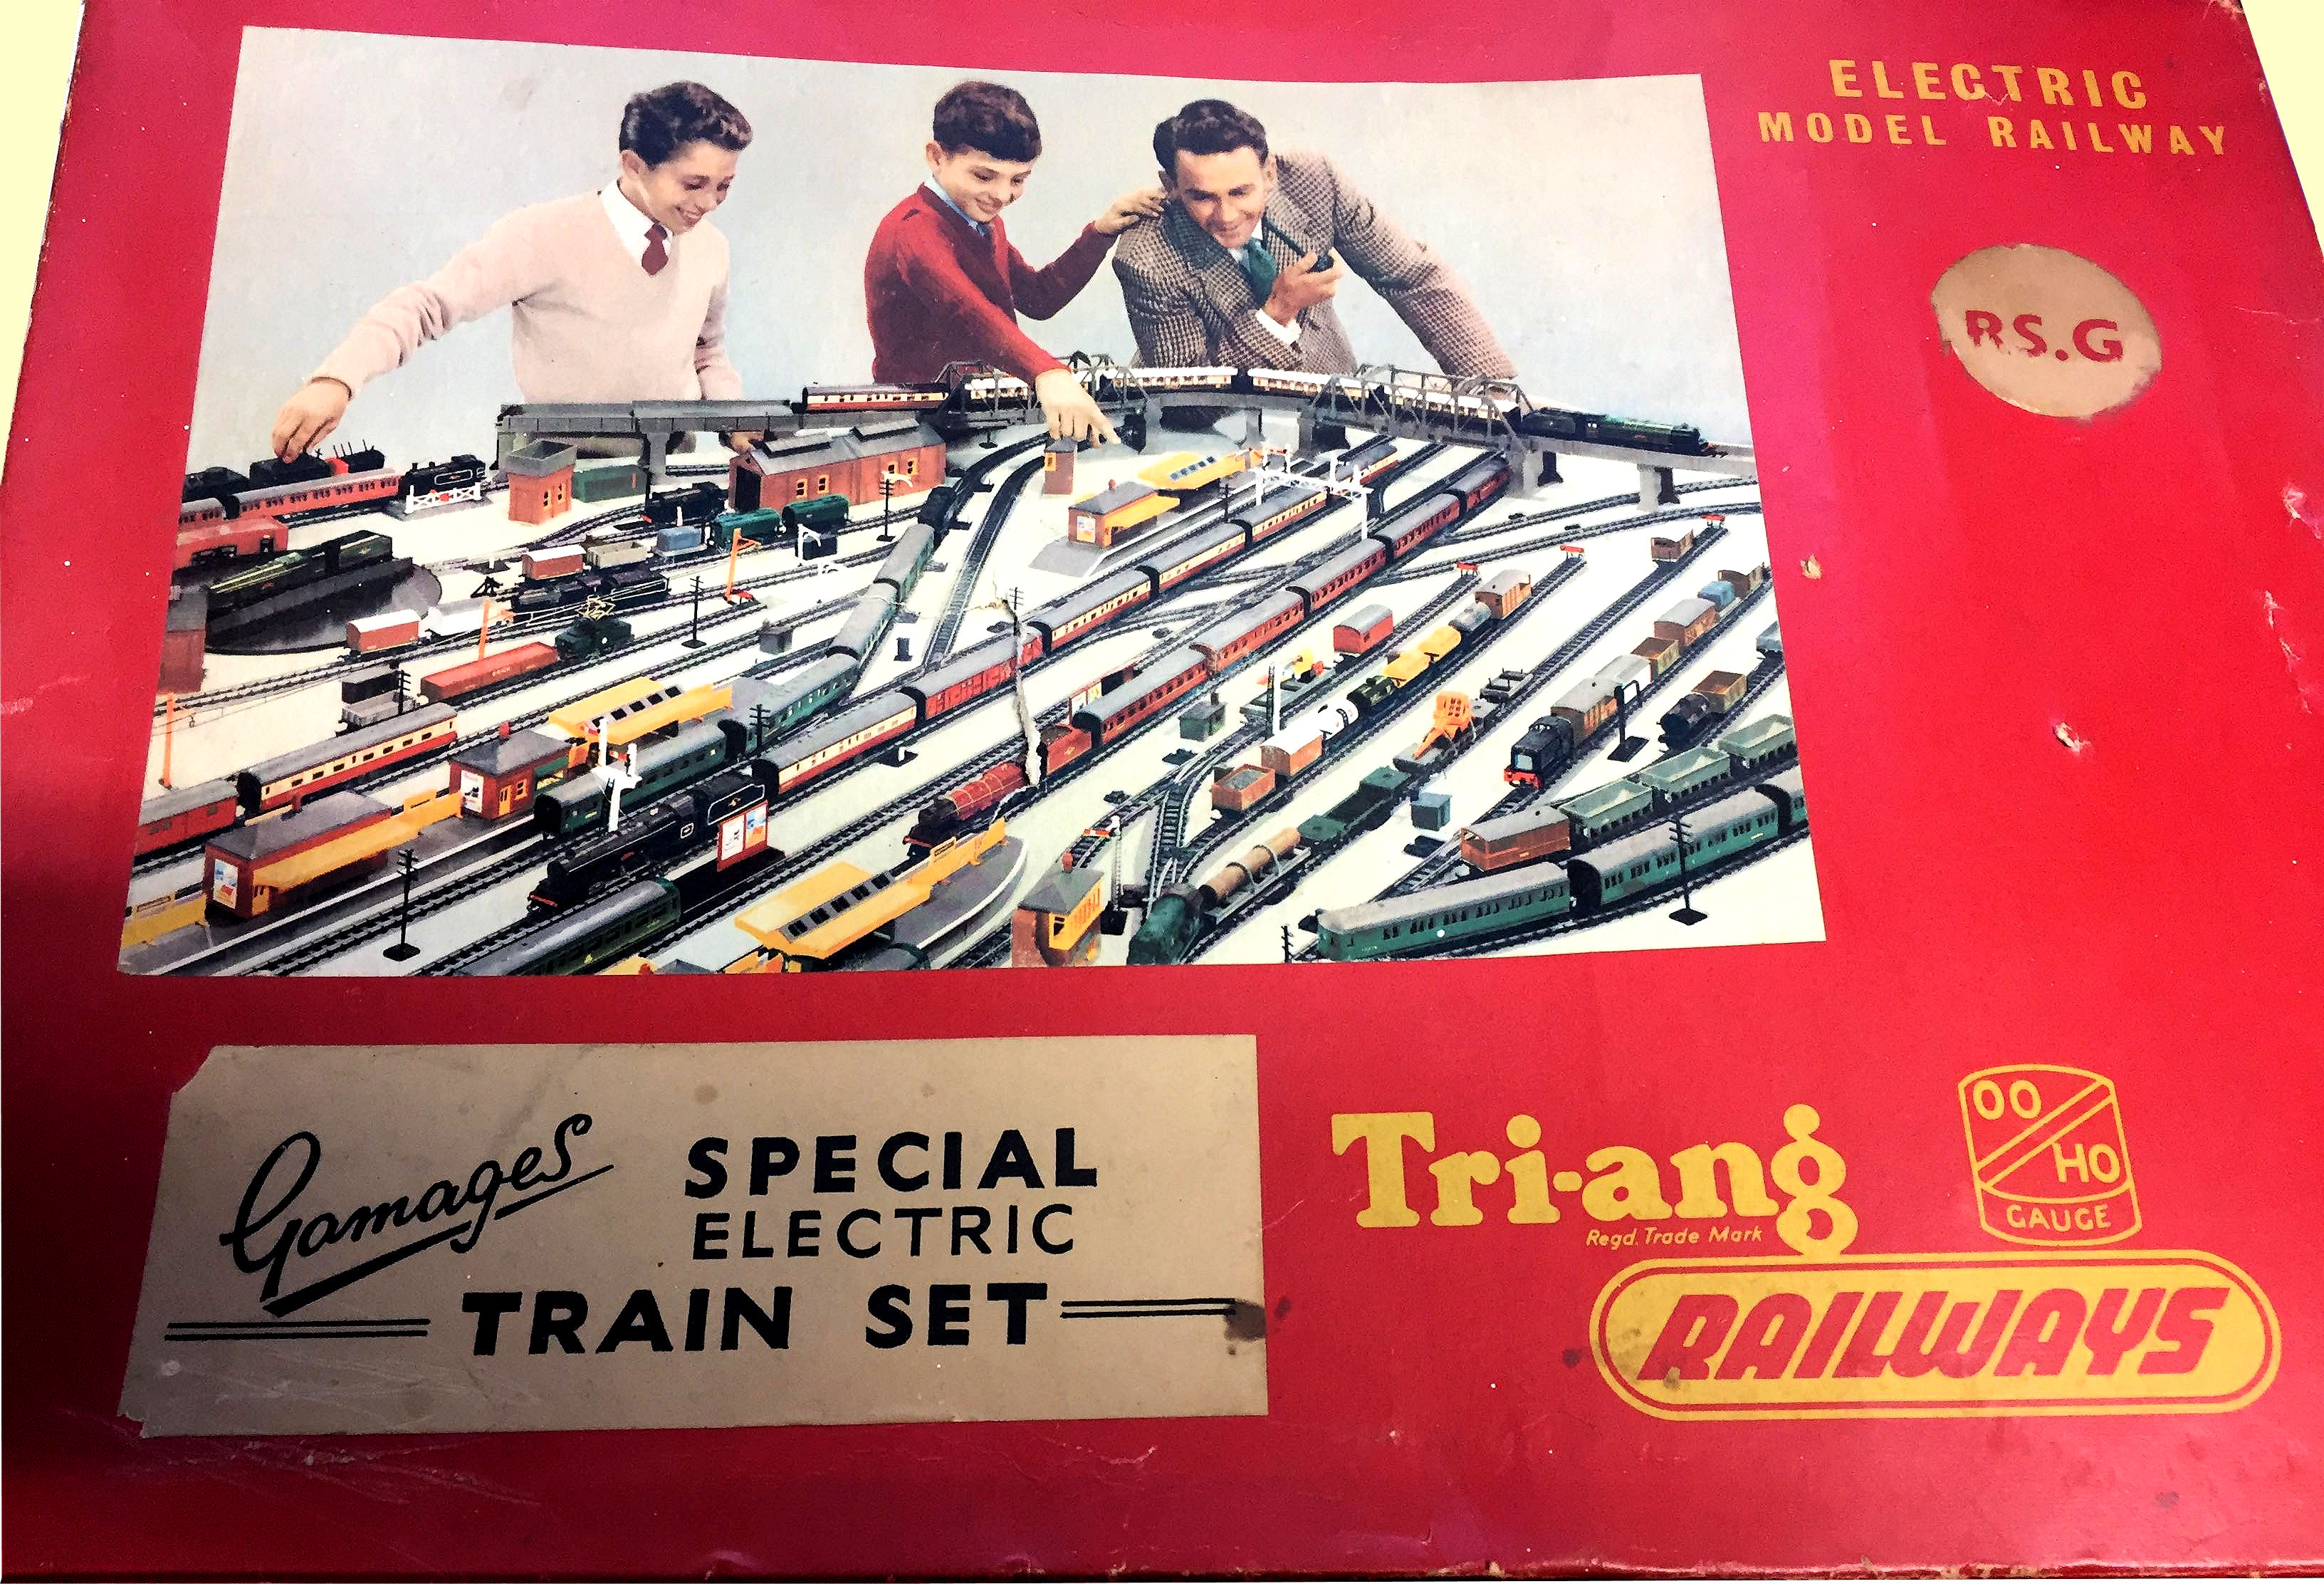 ELECTRIC
MODEL RAILWAY
RS.G
Gamages
SPECIAL
ELECTRIC
TRAIN SET
Tri-ang
Regd. Trade Mark
OO/HO
GAUGE
RAILWAYS